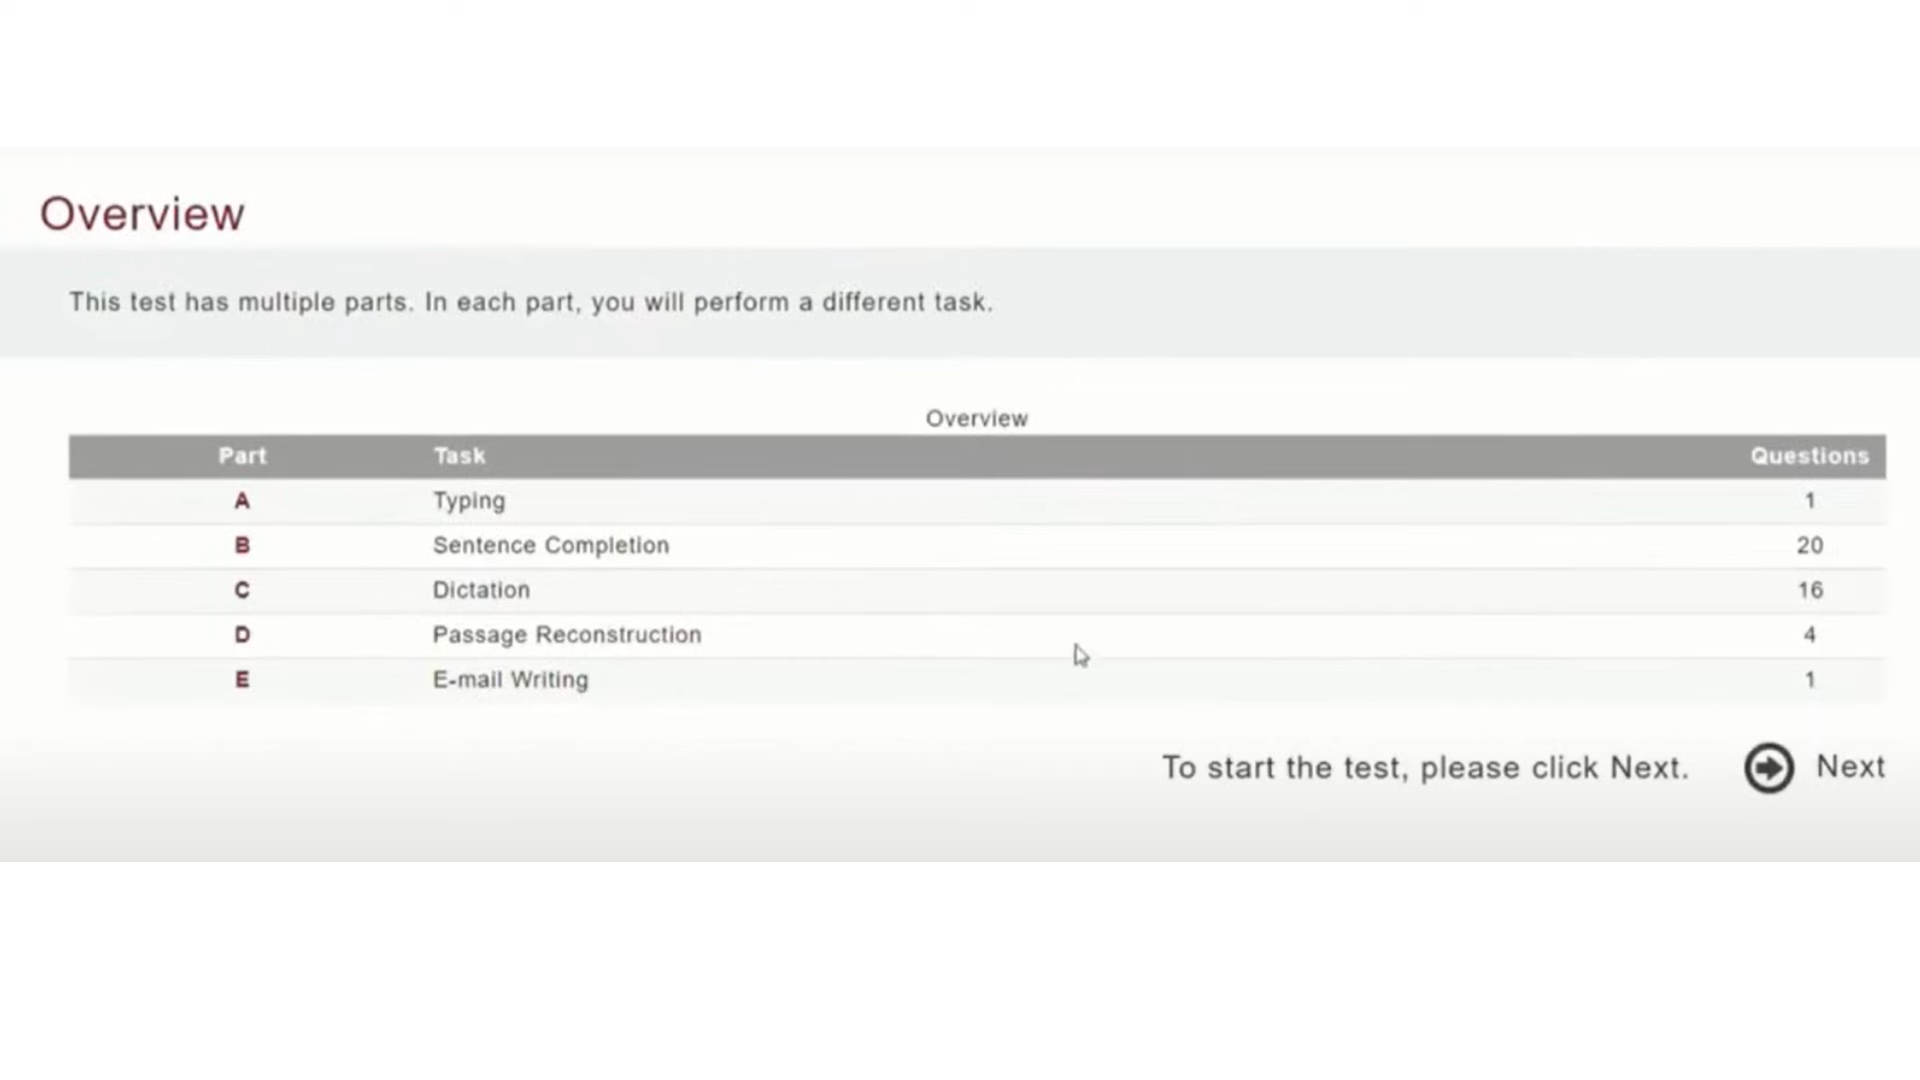 Overview
This test has multiple parts. In each part, you will perform a different task.
Overview
Part Task Questions
A Typing 1
B Sentence Completion 20
C Dictation 16
D Passage Reconstruction 4
E E-mail Writing 1
To start the test, please click Next. Next